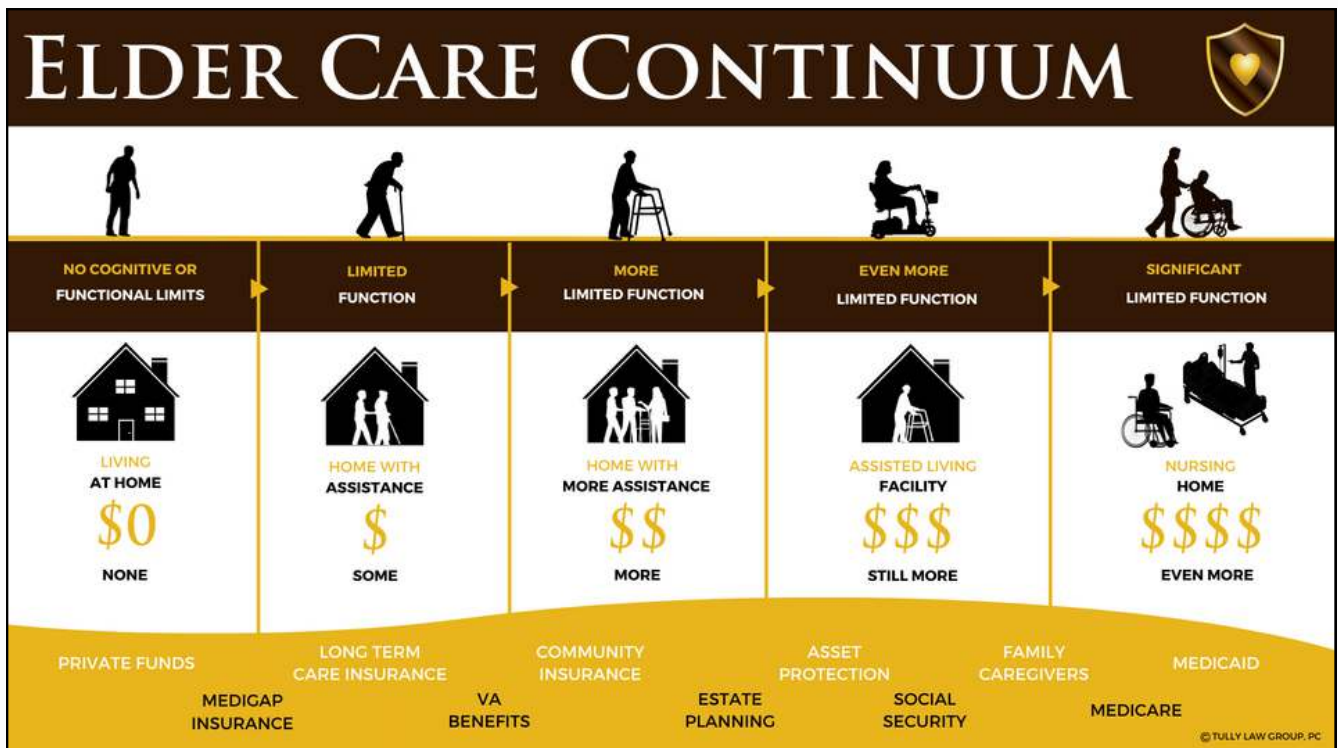 ELDER CARE CONTINUUM
NO COGNITIVE OR
FUNCTIONAL LIMITS
LIMITED
FUNCTION
MORE
LIMITED FUNCTION
EVEN MORE
LIMITED FUNCTION
SIGNIFICANT
LIMITED FUNCTION
LIVING
AT HOME
$0
NONE
HOME WITH
ASSISTANCE
$
SOME
HOME WITH
MORE ASSISTANCE
$$
MORE
ASSISTED LIVING
FACILITY
$$$
STILL MORE
NURSING
HOME
$$$$
EVEN MORE
PRIVATE FUNDS
LONG TERM
CARE INSURANCE
COMMUNITY
INSURANCE
ASSET
PROTECTION
FAMILY
CAREGIVERS
MEDICAID
MEDIGAP
INSURANCE
VA
BENEFITS
ESTATE
PLANNING
SOCIAL
SECURITY
MEDICARE
© TULLY LAW GROUP, PC